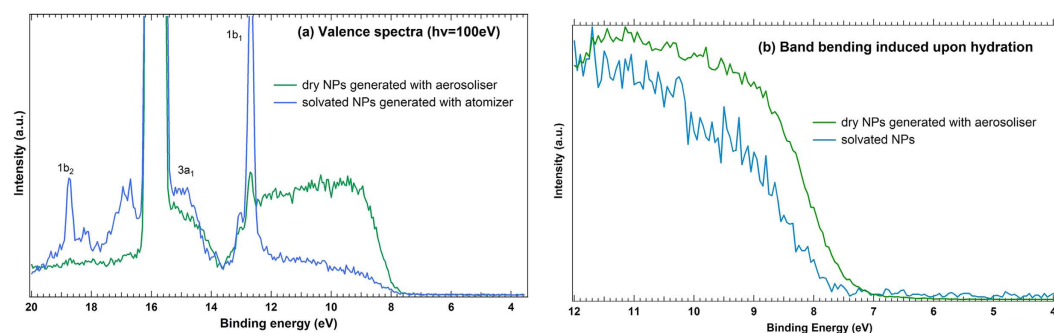 (a) Valence spectra (hv=100eV)
1b1
dry NPs generated with aerosoliser
solvated NPs generated with atomizer
1b2
3a1
Intensity (a.u.)
20 18 16 14 12 10 8 6 4
Binding energy (eV)
(b) Band bending induced upon hydration
dry NPs generated with aerosoliser
solvated NPs
Intensity (a.u.)
12 11 10 9 8 7 6 5 4
Binding Energy (eV)